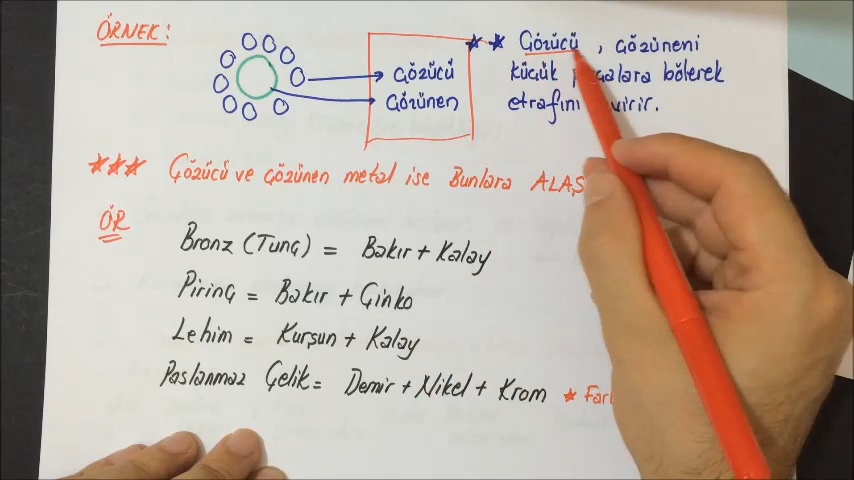 ÖRNEK:
★ ★ Çözücü, çözüneni
küçük bölerek
etrafını
Çözücü
Çözünen
★★★ Çözücü ve çözünen metal ise Bunlara
ÖR
Bronz (Tunç) = Bakır + Kalay
Pirinç = Bakır + Çinko
Lehim = Kurşun + Kalay
Paslanmaz Çelik = Demir + Nikel + Krom ★